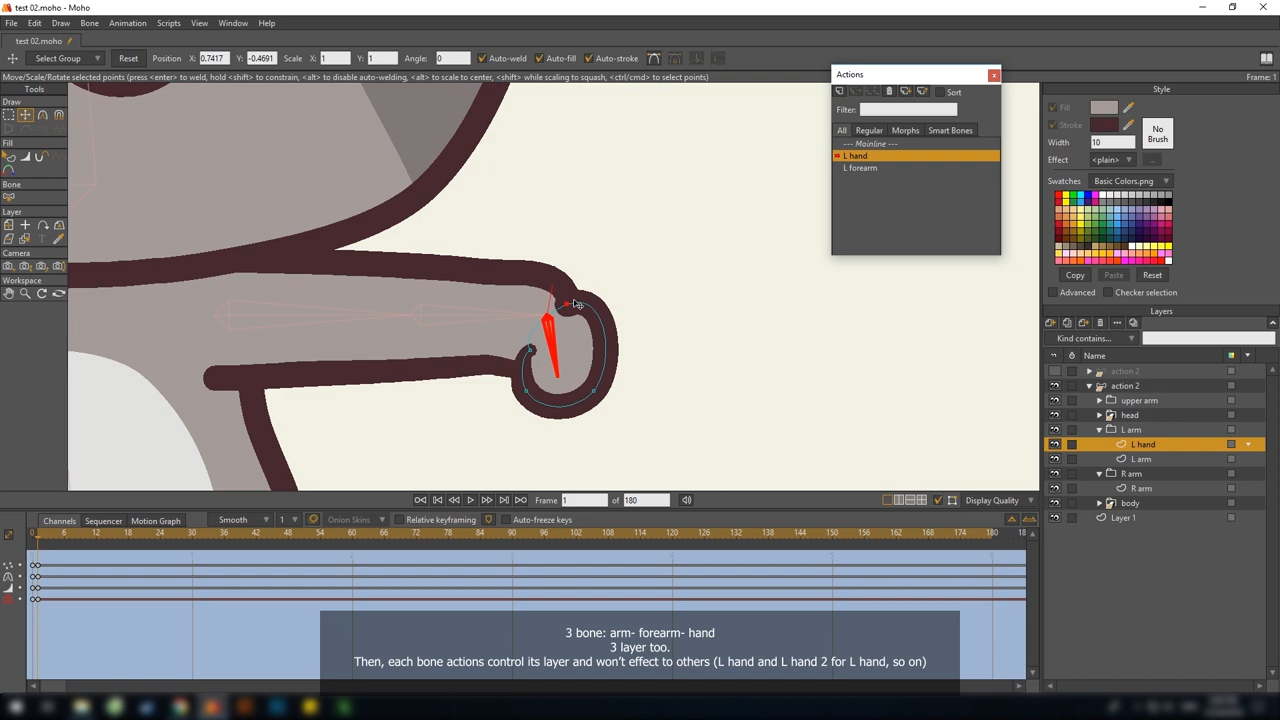 test 02.moho - Moho
File Edit Draw Bone Animation Scripts View Window Help
test 02.moho
Select Group Reset Position X: 0.7417 Y: -0.4691 Scale X: 1 Y: 1 Angle: 0 Auto-weld Auto-fill Auto-stroke
Move/Scale/Rotate selected points (press <enter> to weld, hold <shift> to constrain, <alt> to disable auto-welding, <alt> to scale to center, <shift> while scaling to squash, <ctrl/cmd> to select points) Frame: 1
Tools
Draw
Fill
Bone
Layer
Camera
Workspace
Actions
Sort
Filter:
All Regular Morphs Smart Bones
--- Mainline ---
L hand
L forearm
Style
Fill
Stroke
No Brush
Width 10
Effect <plain> ...
Swatches Basic Colors.png
Copy Paste Reset
Advanced Checker selection
Layers
Kind contains...
Name
action 2
action 2
upper arm
head
L arm
L hand
L arm
R arm
R arm
body
Layer 1
Frame 1 of 180 Display Quality
Channels Sequencer Motion Graph Smooth 1 Onion Skins Relative keyframing Auto-freeze keys
0 6 12 18 24 30 36 42 48 54 60 66 72 78 84 90 96 102 108 114 120 126 132 138 144 150 156 162 168 174 180 18
3 bone: arm- forearm- hand
3 layer too.
Then, each bone actions control its layer and won't effect to others (L hand and L hand 2 for L hand, so on)